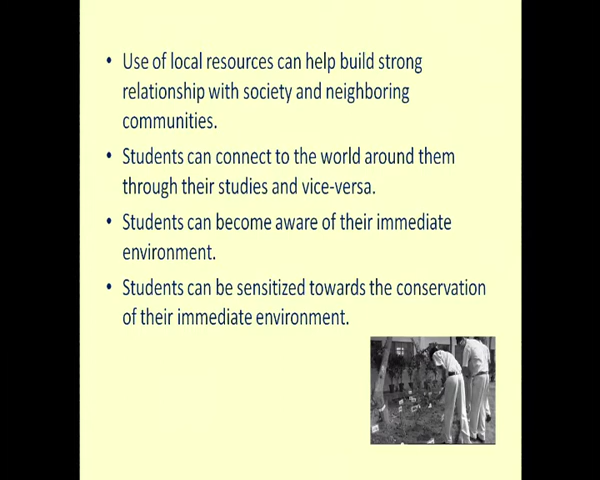 • Use of local resources can help build strong
relationship with society and neighboring
communities.
• Students can connect to the world around them
through their studies and vice-versa.
• Students can become aware of their immediate
environment.
• Students can be sensitized towards the conservation
of their immediate environment.